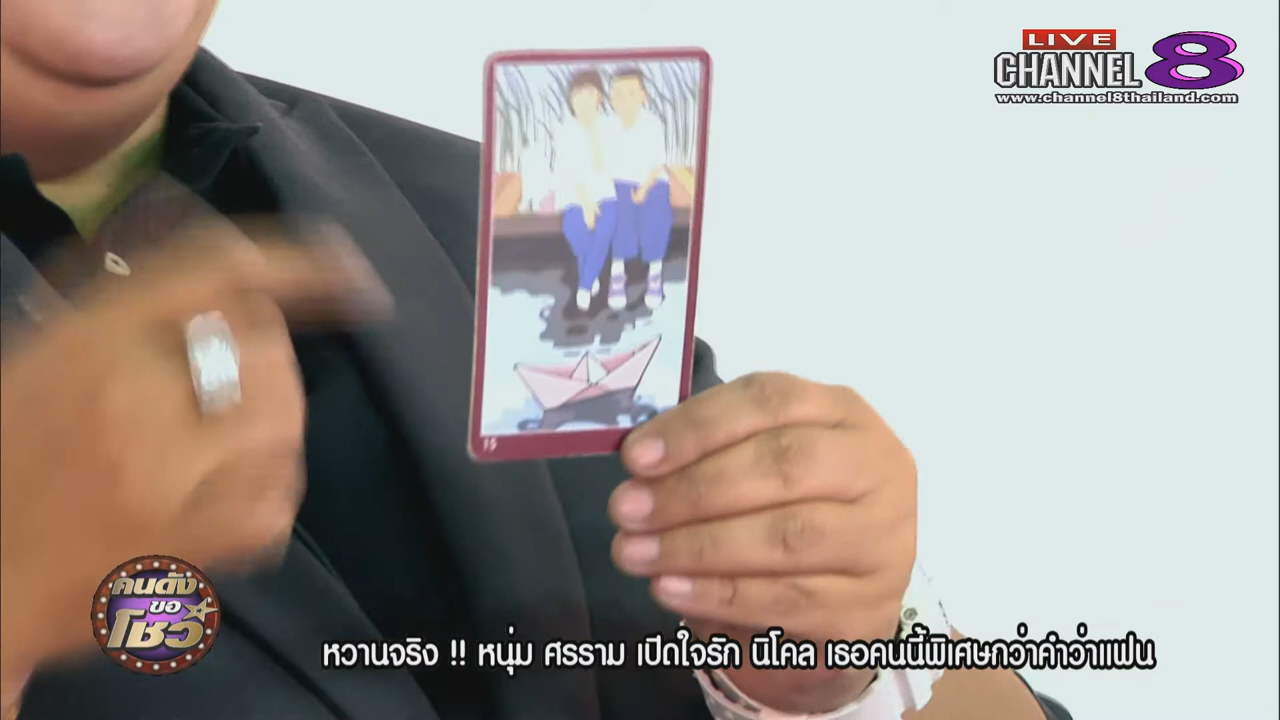 LIVE
CHANNEL 8
www.channel8thailand.com
15
คนดัง
ขอ
โชว์
หวานจริง !! หนุ่ม ศรราม เปิดใจรัก นิโคล เธอคนนี้พิเศษกว่าคำว่าแฟน